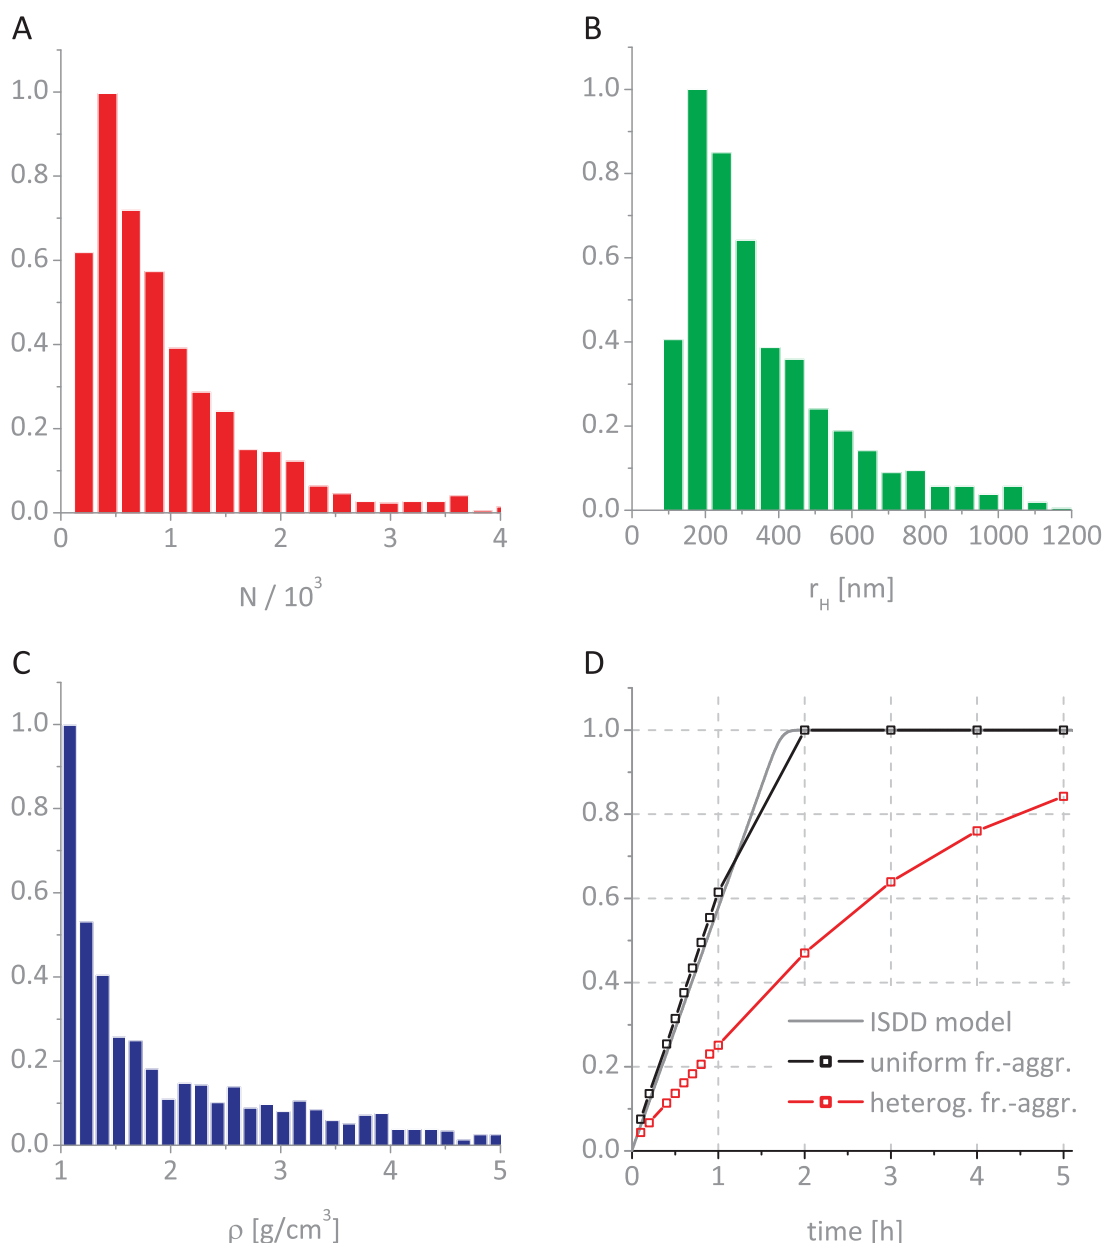 A
1.0
0.8
0.6
0.4
0.2
0.0
0 1 2 3 4
N / 10³
B
1.0
0.8
0.6
0.4
0.2
0.0
0 200 400 600 800 1000 1200
r_H [nm]
C
1.0
0.8
0.6
0.4
0.2
0.0
1 2 3 4 5
ρ [g/cm³]
D
1.0
0.8
0.6
0.4
0.2
0.0
ISDD model
uniform fr.-aggr.
heterog. fr.-aggr.
0 1 2 3 4 5
time [h]